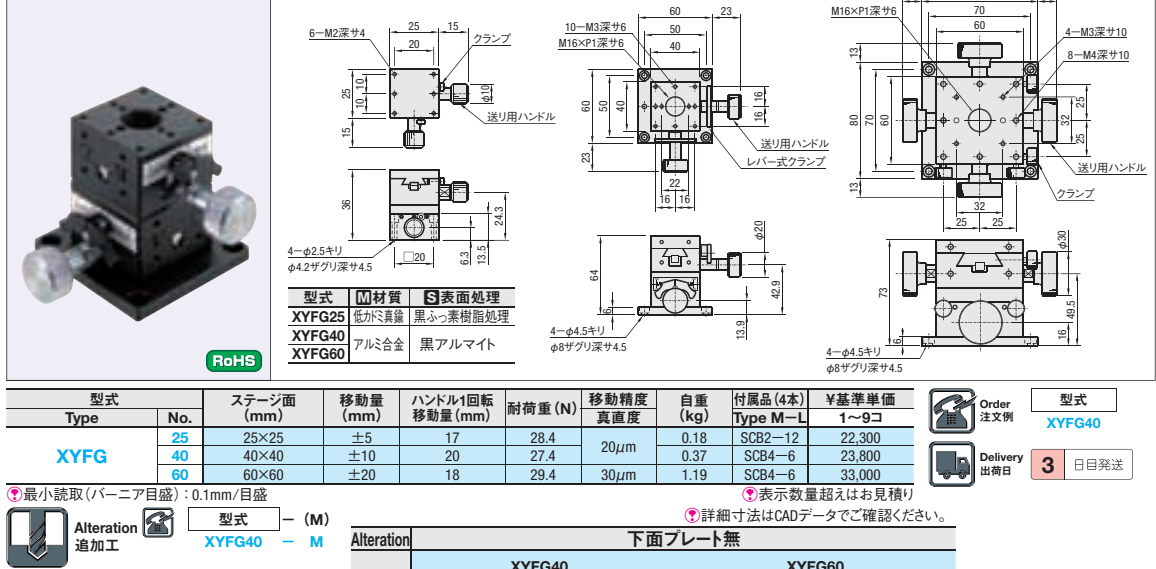 RoHS
6－M2深サ4
25
15
20
クランプ
25
10
10
15
φ10
送リ用ハンドル
36
24.3
6.3
13.5
4－φ2.5キリ
φ4.2ザグリ深サ4.5
□20
10－M3深サ6
M16×P1深サ6
60
23
50
40
60
50
40
23
16
16
送リ用ハンドル
レバー式クランプ
22
16
16
64
6
φ20
42.9
13.9
4－φ4.5キリ
φ8ザグリ深サ4.5
M16×P1深サ6
70
60
4－M3深サ10
8－M4深サ10
13
80
70
60
13
25
32
25
送リ用ハンドル
クランプ
32
25
25
73
6
φ30
49.5
16
4－φ4.5キリ
φ8ザグリ深サ4.5
型式 M材質 S表面処理
XYFG25 低カドミ真鍮 黒ふっ素樹脂処理
XYFG40 アルミ合金 黒アルマイト
XYFG60
型式 ステージ面（mm） 移動量（mm） ハンドル1回転移動量（mm） 耐荷重（N） 移動精度 自重（kg） 付属品（4本） ¥基準単価
Type No. 真直度 Type M－L 1～9コ
XYFG 25 25×25 ±5 17 28.4 20μm 0.18 SCB2－12 22,300
40 40×40 ±10 20 27.4 0.37 SCB4－6 23,800
60 60×60 ±20 18 29.4 30μm 1.19 SCB4－6 33,000
最小読取（バーニア目盛）：0.1mm/目盛
表示数量超えはお見積り
詳細寸法はCADデータでご確認ください。
Order 注文例
型式
XYFG40
Delivery 出荷日
3 日目発送
Alteration 追加工
型式 － (M)
XYFG40 － M
Alteration 下面プレート無
XYFG40 XYFG60